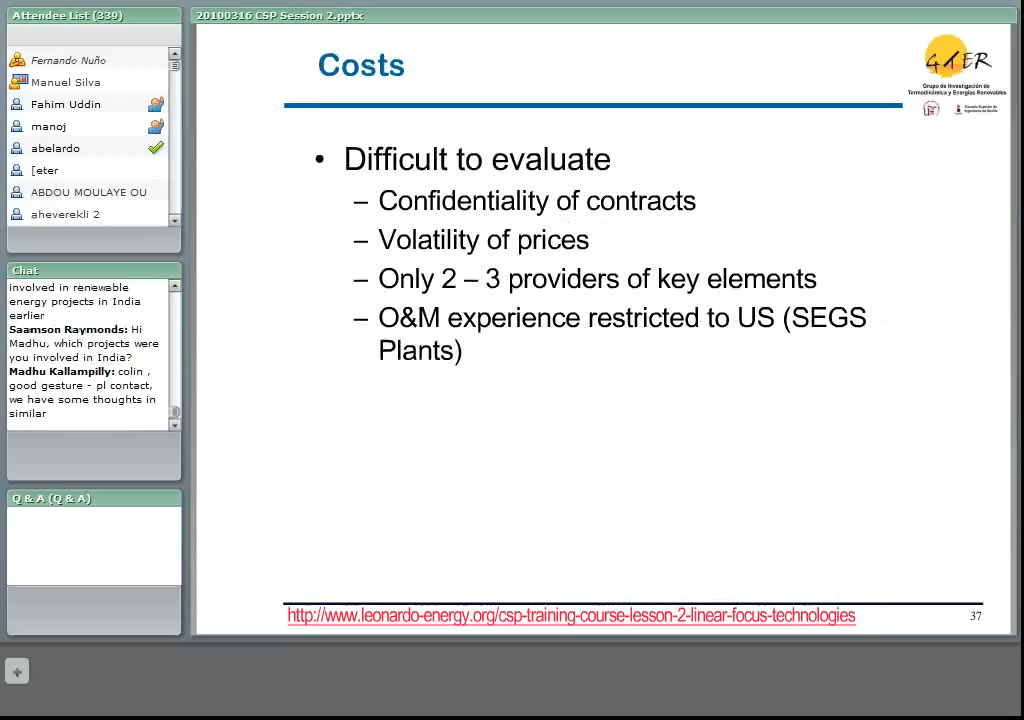 Attendee List (339)
Fernando Nuño
Manuel Silva
Fahim Uddin
manoj
abelardo
[eter
ABDOU MOULAYE OU
aheverekli 2
Chat
involved in renewable
energy projects in India
earlier
Saamson Raymonds: Hi
Madhu, which projects were
you involved in India?
Madhu Kallampilly: colin ,
good gesture - pl contact,
we have some thoughts in
similar
Q & A (Q & A)
20100316 CSP Session 2.pptx
Costs
GTER
Grupo de Investigación de
Termodinámica y Energías Renovables
Escuela Superior de
Ingenieros de Sevilla
• Difficult to evaluate
– Confidentiality of contracts
– Volatility of prices
– Only 2 – 3 providers of key elements
– O&M experience restricted to US (SEGS
Plants)
http://www.leonardo-energy.org/csp-training-course-lesson-2-linear-focus-technologies
37